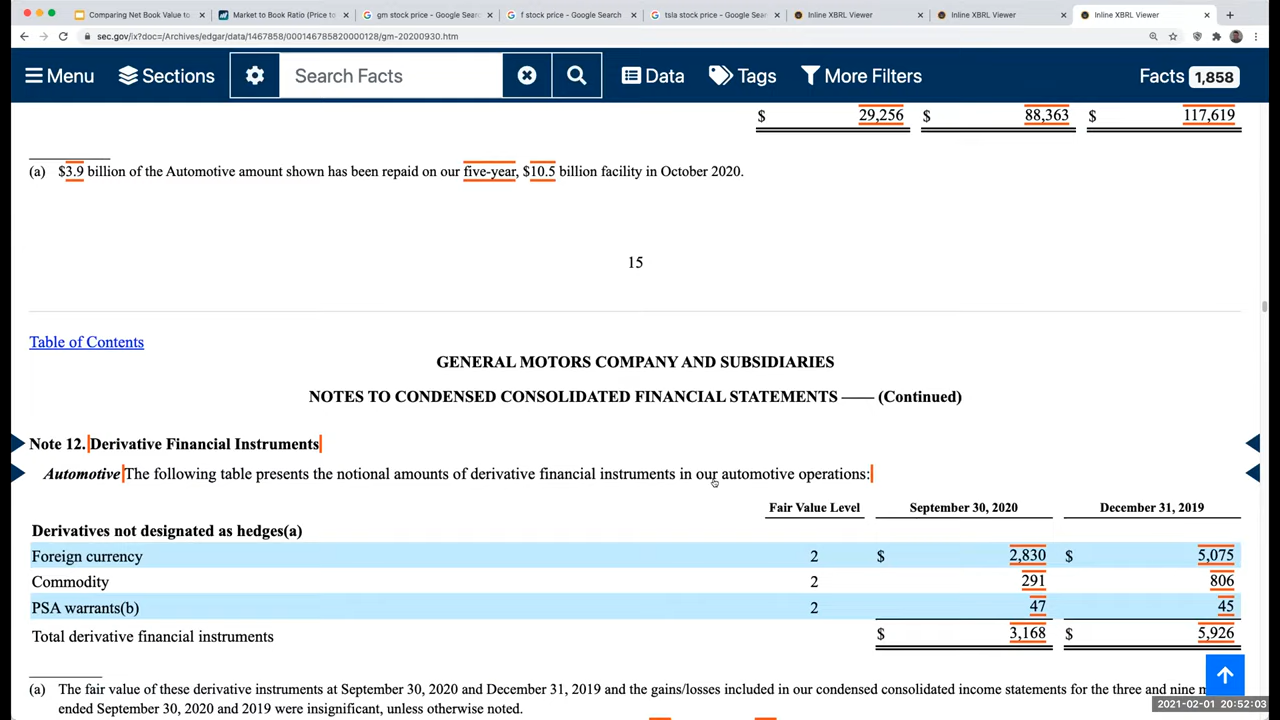 Comparing Net Book Value to
Market to Book Ratio (Price to
gm stock price - Google Sear
f stock price - Google Search
tsla stock price - Google Sear
Inline XBRL Viewer
Inline XBRL Viewer
Inline XBRL Viewer
sec.gov/ix?doc=/Archives/edgar/data/1467858/000146785820000128/gm-20200930.htm
Menu Sections Search Facts Data Tags More Filters Facts 1,858
$ 29,256 $ 88,363 $ 117,619
(a) $3.9 billion of the Automotive amount shown has been repaid on our five-year, $10.5 billion facility in October 2020.
15
Table of Contents
GENERAL MOTORS COMPANY AND SUBSIDIARIES
NOTES TO CONDENSED CONSOLIDATED FINANCIAL STATEMENTS —— (Continued)
Note 12. Derivative Financial Instruments
Automotive The following table presents the notional amounts of derivative financial instruments in our automotive operations:
Fair Value Level September 30, 2020 December 31, 2019
Derivatives not designated as hedges(a)
Foreign currency 2 $ 2,830 $ 5,075
Commodity 2 291 806
PSA warrants(b) 2 47 45
Total derivative financial instruments $ 3,168 $ 5,926
(a) The fair value of these derivative instruments at September 30, 2020 and December 31, 2019 and the gains/losses included in our condensed consolidated income statements for the three and nine
ended September 30, 2020 and 2019 were insignificant, unless otherwise noted.
2021-02-01 20:52:03